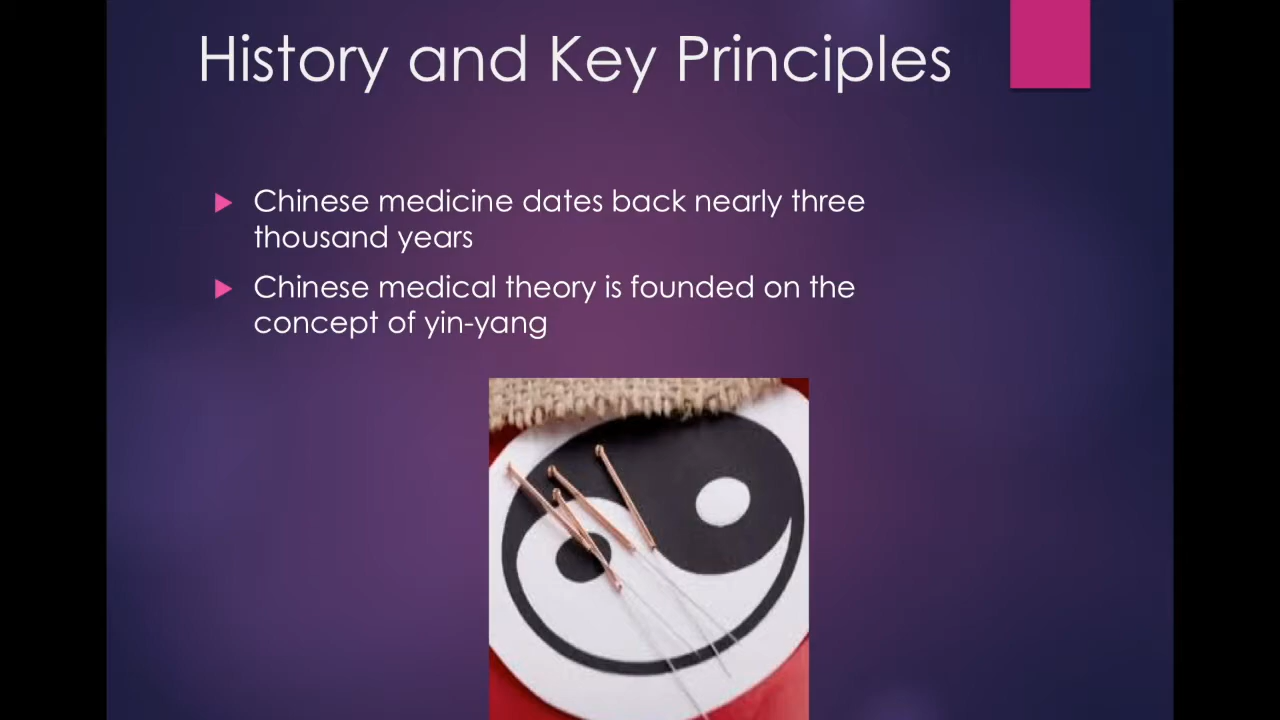 History and Key Principles
Chinese medicine dates back nearly three
thousand years
Chinese medical theory is founded on the
concept of yin-yang